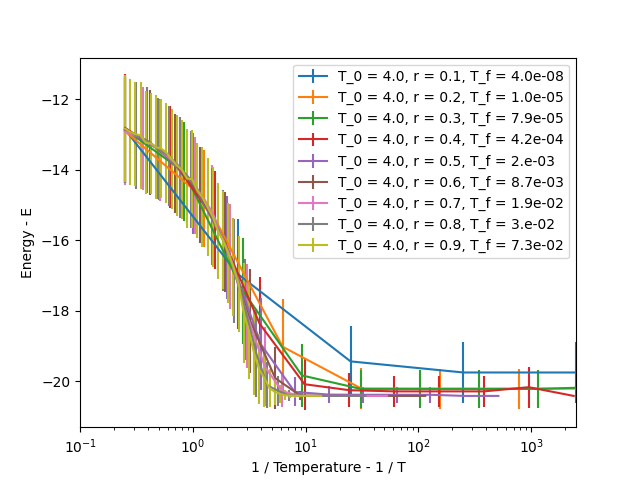 T_0 = 4.0, r = 0.1, T_f = 4.0e-08
T_0 = 4.0, r = 0.2, T_f = 1.0e-05
T_0 = 4.0, r = 0.3, T_f = 7.9e-05
T_0 = 4.0, r = 0.4, T_f = 4.2e-04
T_0 = 4.0, r = 0.5, T_f = 2.e-03
T_0 = 4.0, r = 0.6, T_f = 8.7e-03
T_0 = 4.0, r = 0.7, T_f = 1.9e-02
T_0 = 4.0, r = 0.8, T_f = 3.e-02
T_0 = 4.0, r = 0.9, T_f = 7.3e-02
−12
−14
−16
−18
−20
Energy - E
10⁻¹ 10⁰ 10¹ 10² 10³
1 / Temperature - 1 / T